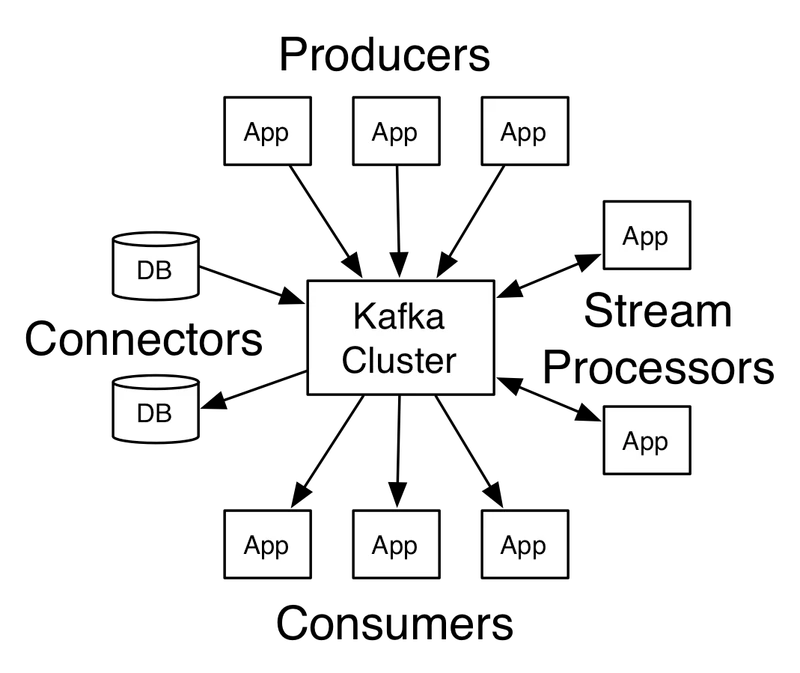 Producers
App
App
App
DB
App
Kafka
Cluster
Stream
Processors
Connectors
DB
App
App
App
App
Consumers